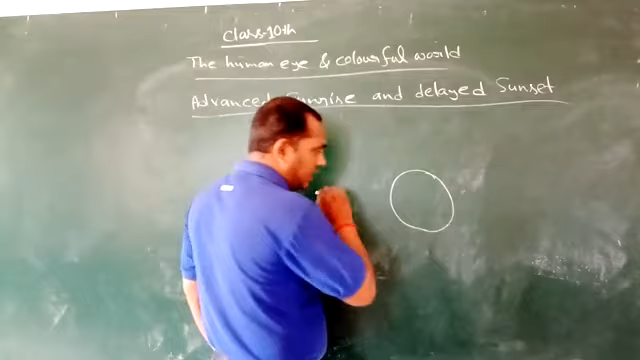 Class-10th
The human eye & colourful world
Advanced Sunrise and delayed Sunset